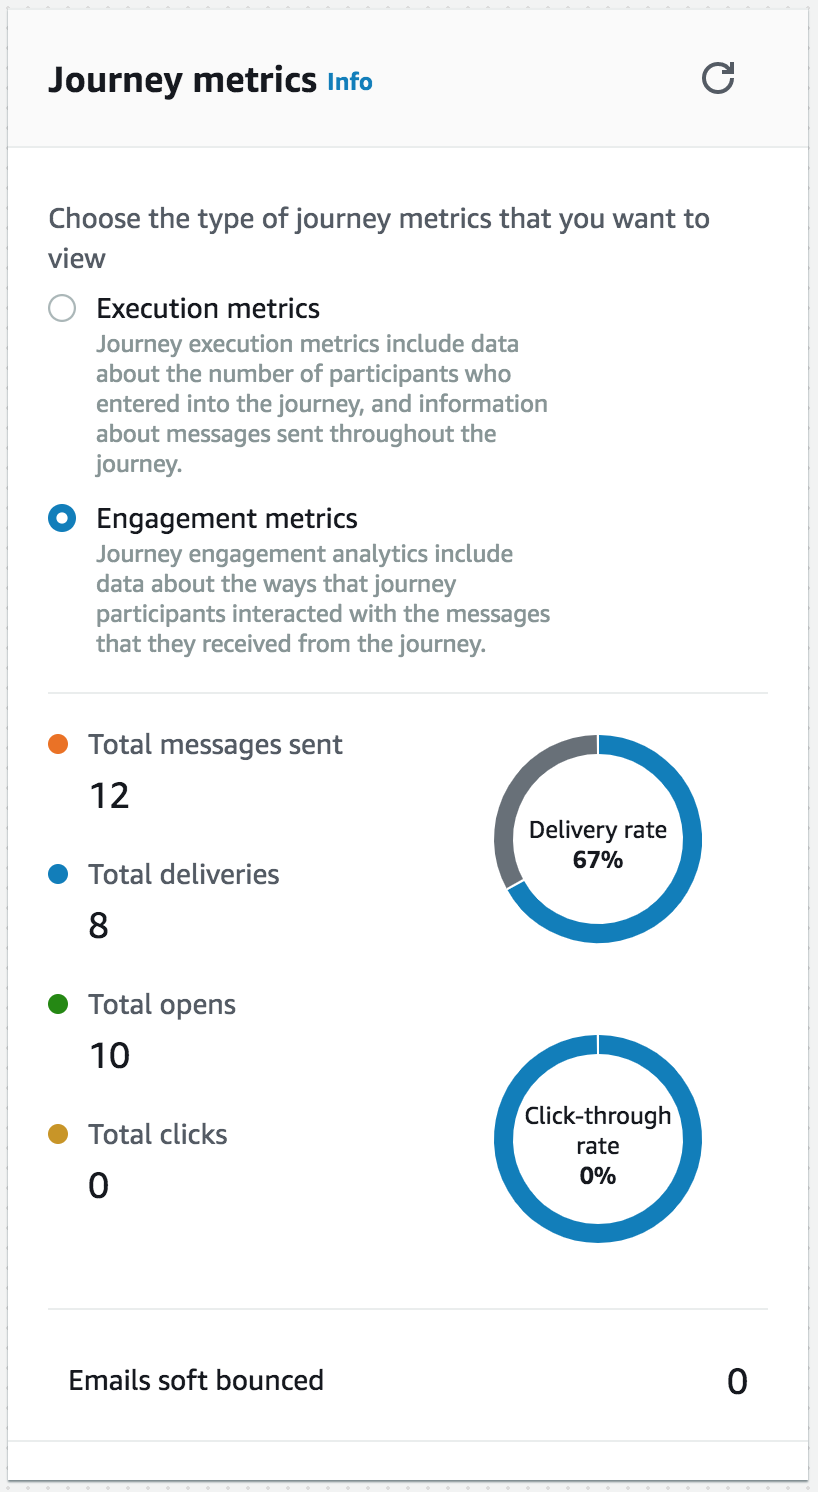 Journey metrics Info
Choose the type of journey metrics that you want to
view
Execution metrics
Journey execution metrics include data
about the number of participants who
entered into the journey, and information
about messages sent throughout the
journey.
Engagement metrics
Journey engagement analytics include
data about the ways that journey
participants interacted with the messages
that they received from the journey.
Total messages sent
12
Total deliveries
8
Total opens
10
Total clicks
0
Delivery rate
67%
Click-through
rate
0%
Emails soft bounced 0